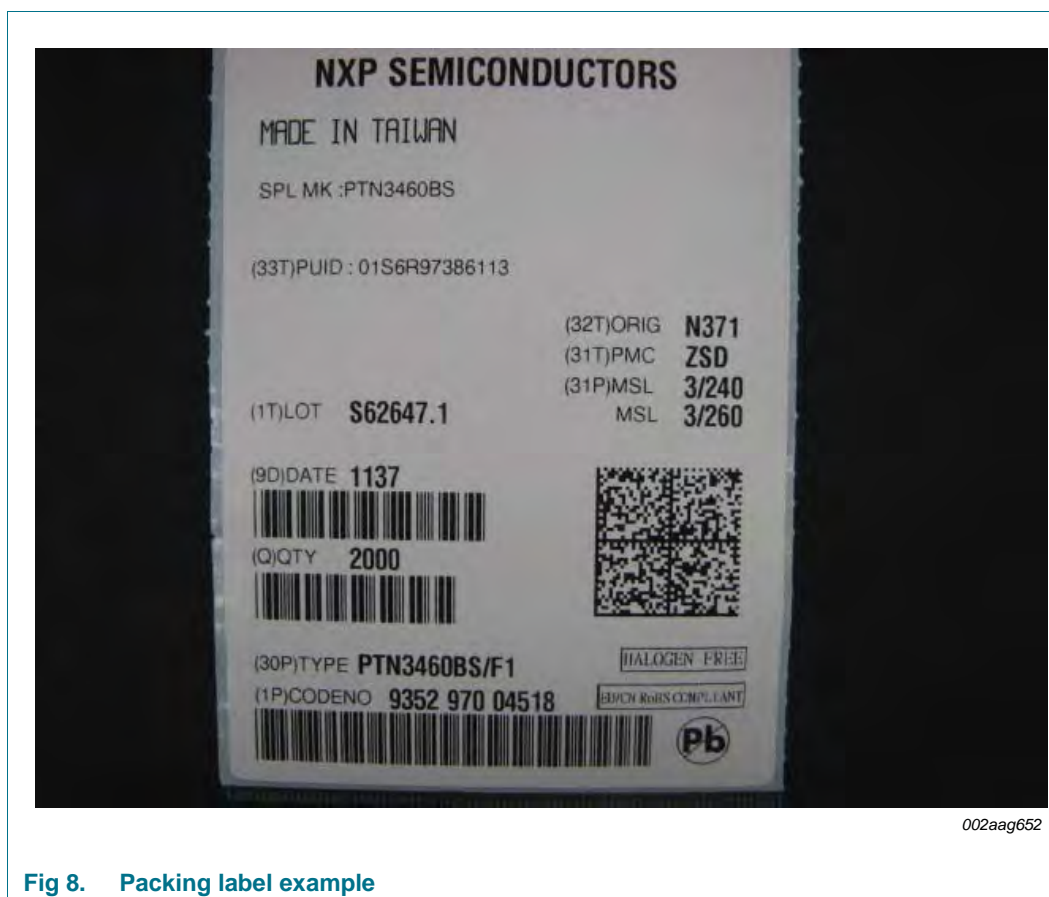 NXP SEMICONDUCTORS
MADE IN TAIWAN
SPL MK :PTN3460BS
(33T)PUID : 01S6R97386113
(32T)ORIG N371
(31T)PMC ZSD
(31P)MSL 3/240
(1T)LOT S62647.1 MSL 3/260
(9D)DATE 1137
(Q)QTY 2000
(30P)TYPE PTN3460BS/F1 HALOGEN FREE
(1P)CODENO 9352 970 04518 EU/CN RoHS COMPLIANT
Pb
002aag652
Fig 8. Packing label example